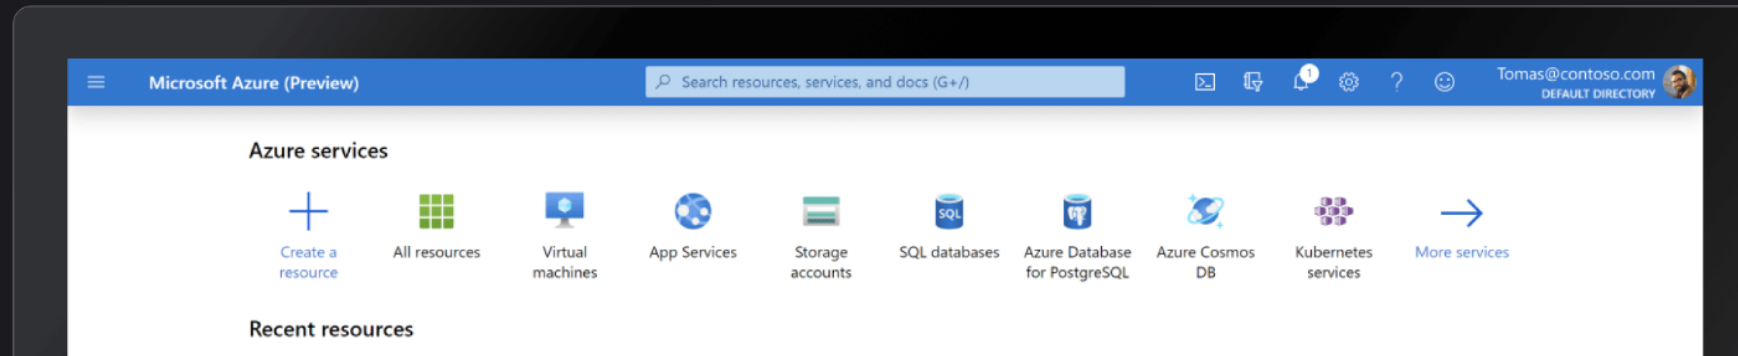 Microsoft Azure (Preview)
Search resources, services, and docs (G+/)
1
Tomas@contoso.com
DEFAULT DIRECTORY
Azure services
Create a
resource
All resources
Virtual
machines
App Services
Storage
accounts
SQL
SQL databases
Azure Database
for PostgreSQL
Azure Cosmos
DB
Kubernetes
services
More services
Recent resources